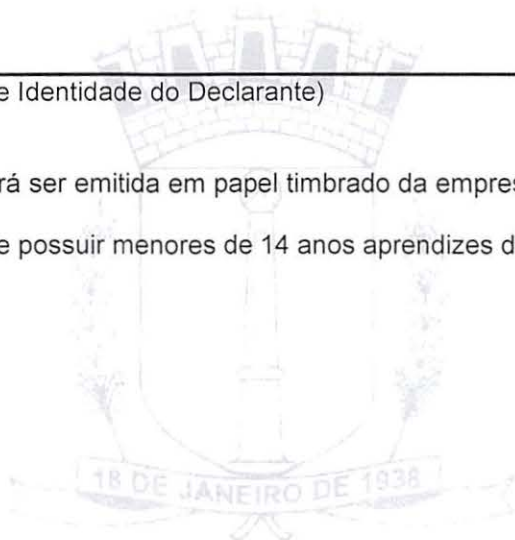 e Identidade do Declarante)
rá ser emitida em papel timbrado da empres
e possuir menores de 14 anos aprendizes d
18 DE JANEIRO DE 1938